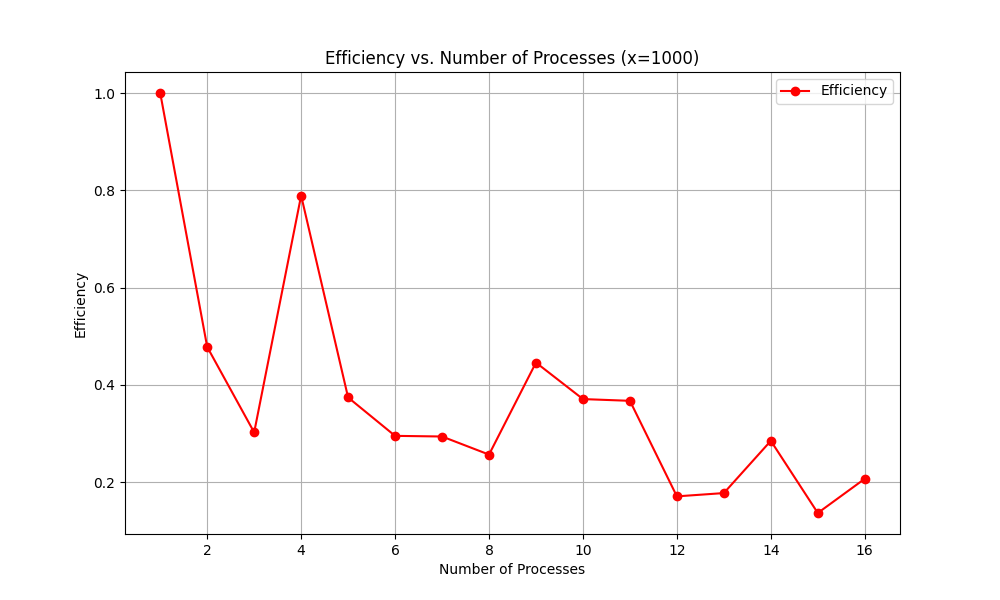 Efficiency vs. Number of Processes (x=1000)
Efficiency
1.0
0.8
0.6
0.4
0.2
Efficiency
2 4 6 8 10 12 14 16
Number of Processes